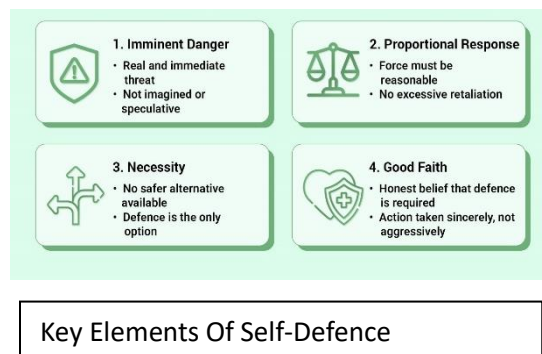 1. Imminent Danger
• Real and immediate
threat
• Not imagined or
speculative
2. Proportional Response
• Force must be
reasonable
• No excessive retaliation
3. Necessity
• No safer alternative
available
• Defence is the only
option
4. Good Faith
• Honest belief that defence
is required
• Action taken sincerely, not
aggressively
Key Elements Of Self-Defence